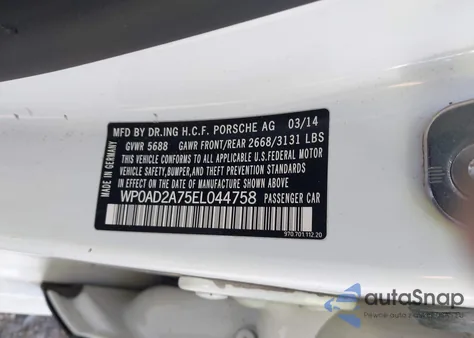 MADE IN GERMANY
MFD BY DR.ING H.C.F. PORSCHE AG 03/14
GVWR 5688 GAWR FRONT/REAR 2668/3131 LBS
THIS VEHICLE CONFORMS TO ALL APPLICABLE U.S.FEDERAL MOTOR
VEHICLE SAFETY,BUMPER, AND THEFT PREVENTION STANDARDS
IN EFFECT ON THE DATE OF MANUFACTURE SHOWN ABOVE
WP0AD2A75EL044758 PASSENGER CAR
970.701.112.20
autoSnap
Pewne auto z